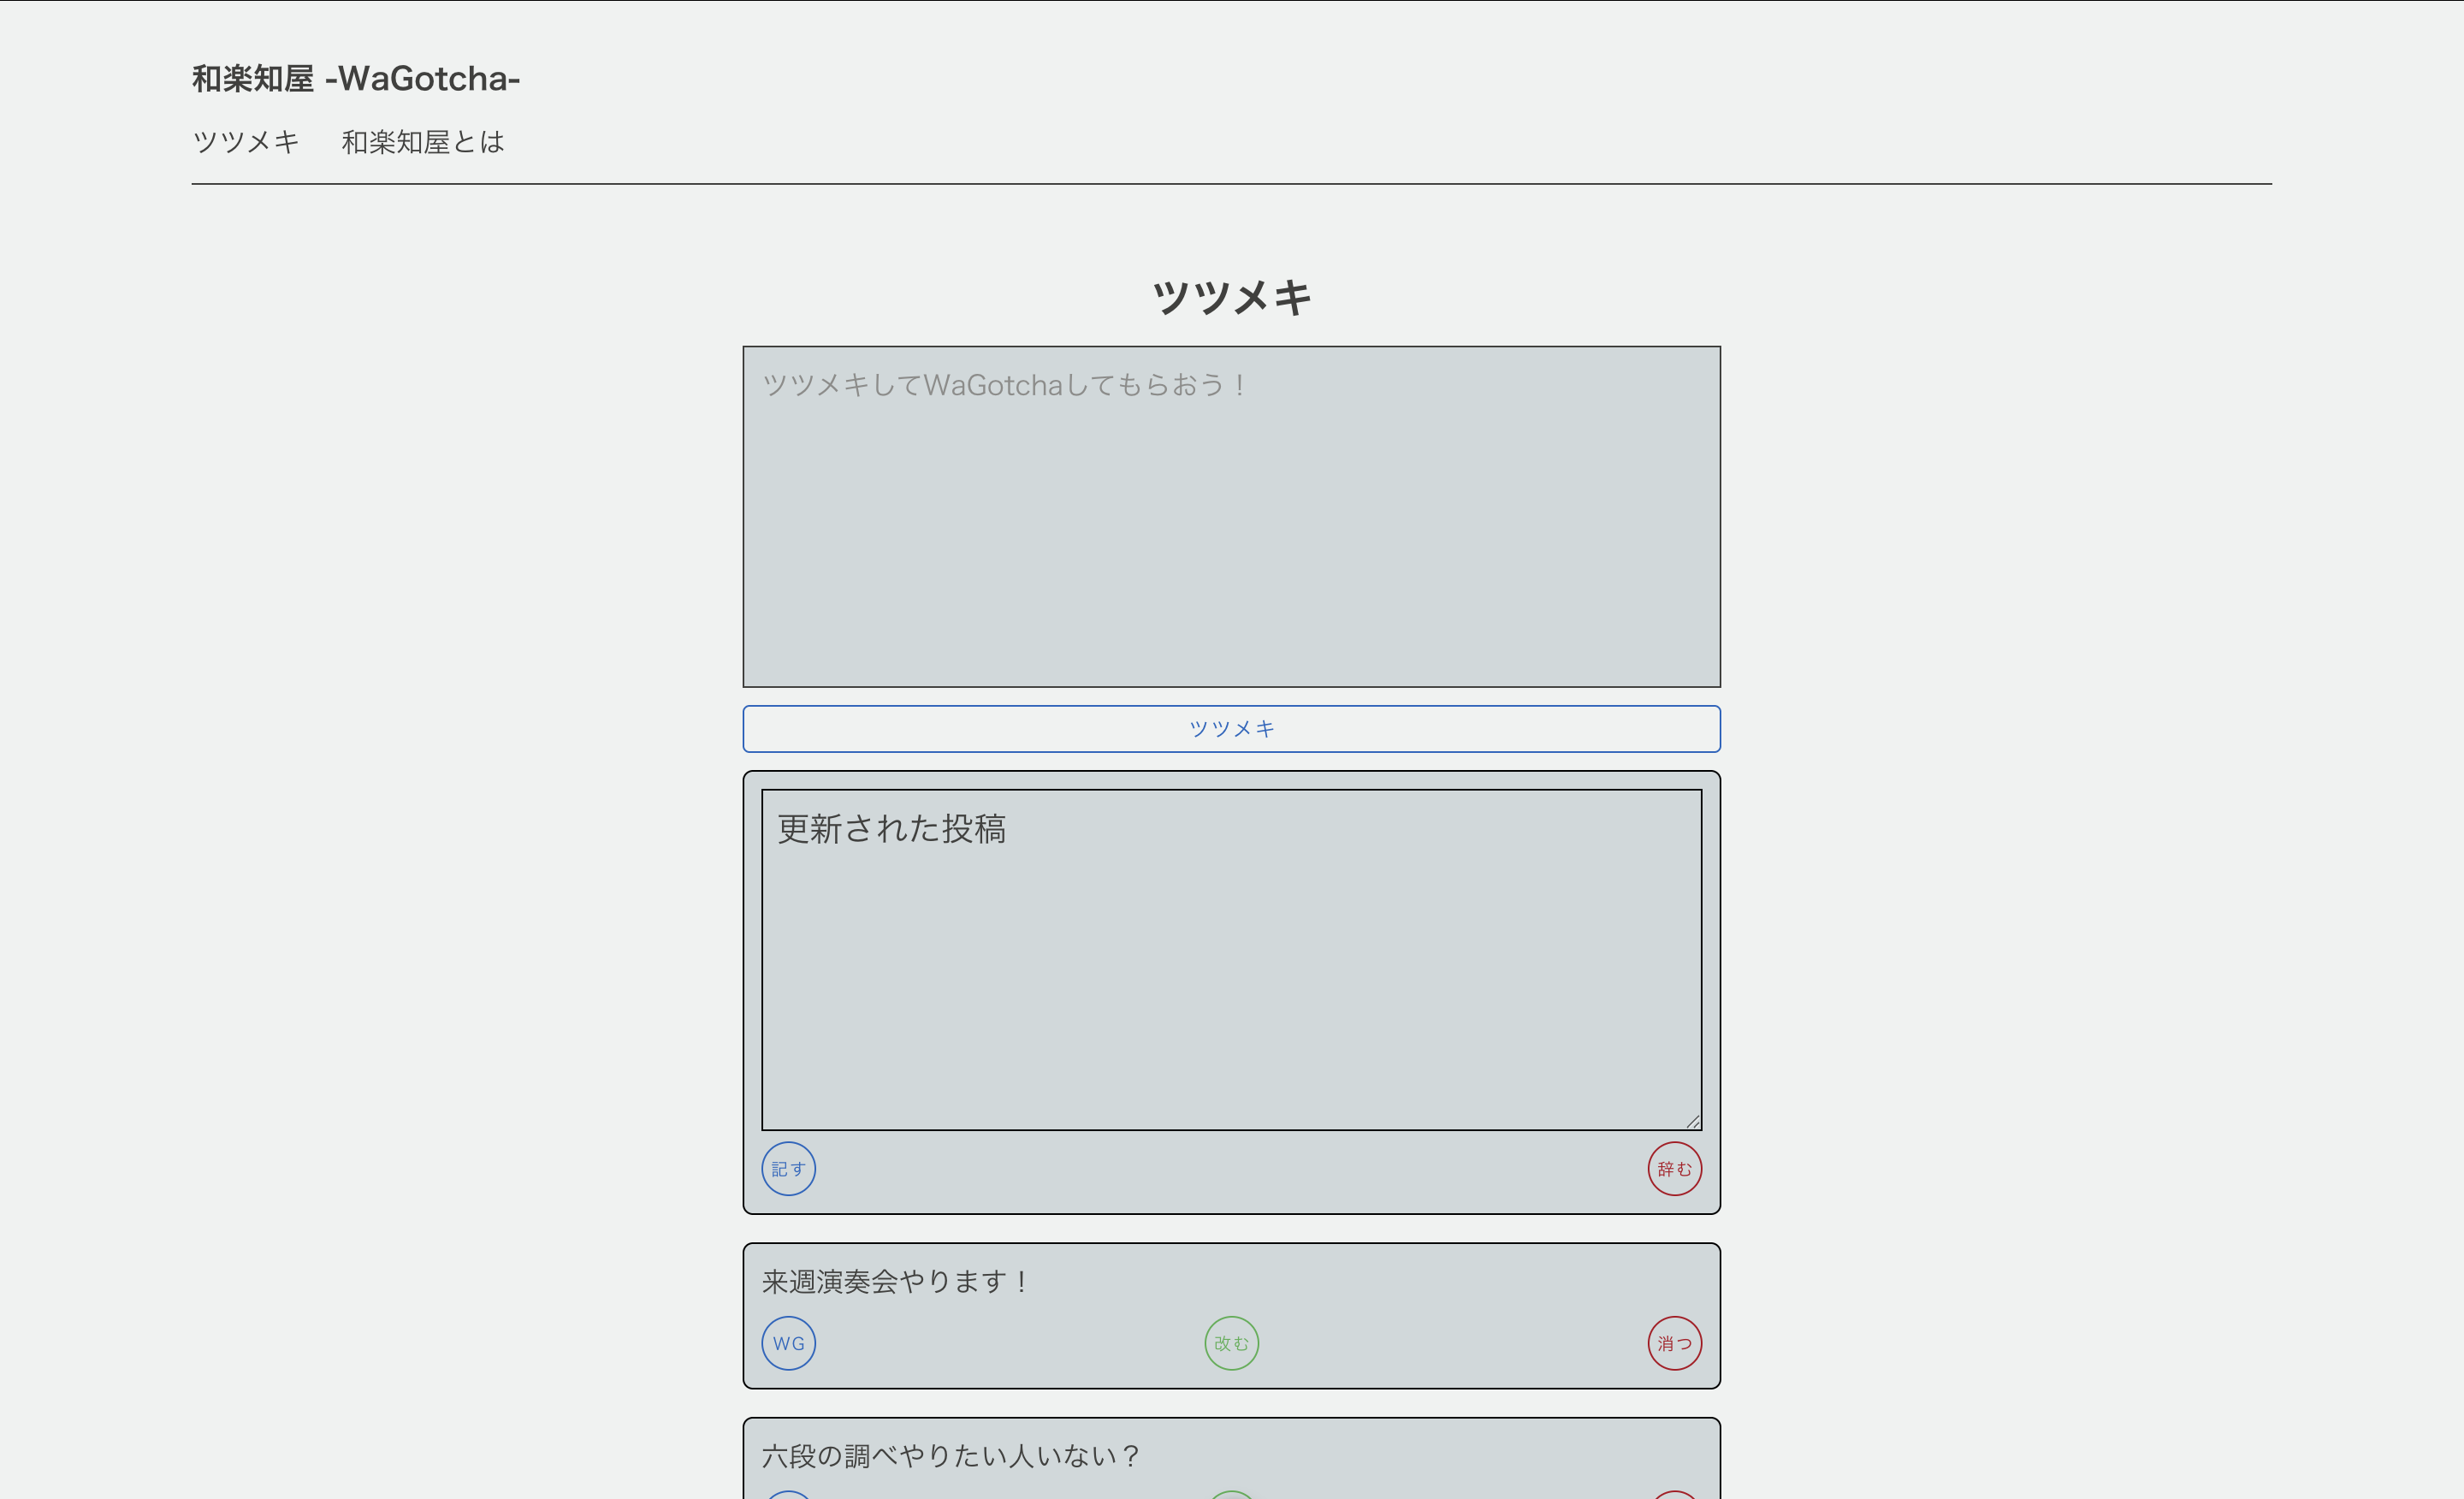 和楽知屋 -WaGotcha-
ツツメキ 和楽知屋とは
ツツメキ
ツツメキしてWaGotchaしてもらおう！
ツツメキ
更新された投稿
記す 辞む
来週演奏会やります！
WG 改む 消つ
六段の調べやりたい人いない？